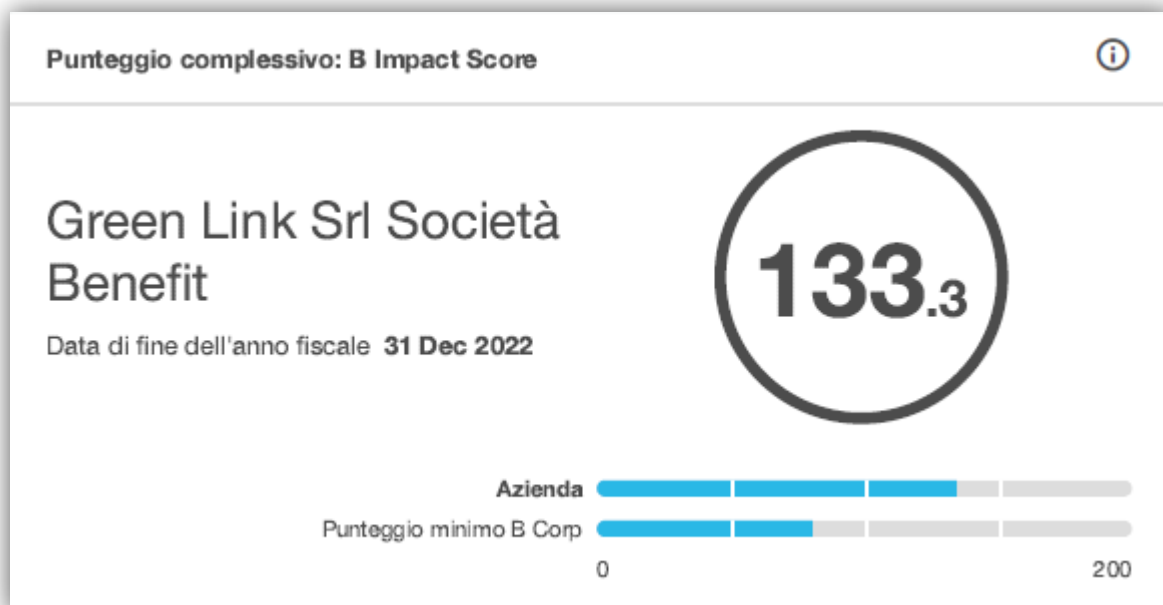 Punteggio complessivo: B Impact Score
Green Link Srl Società
Benefit
Data di fine dell'anno fiscale 31 Dec 2022
133.3
Azienda
Punteggio minimo B Corp
0 200